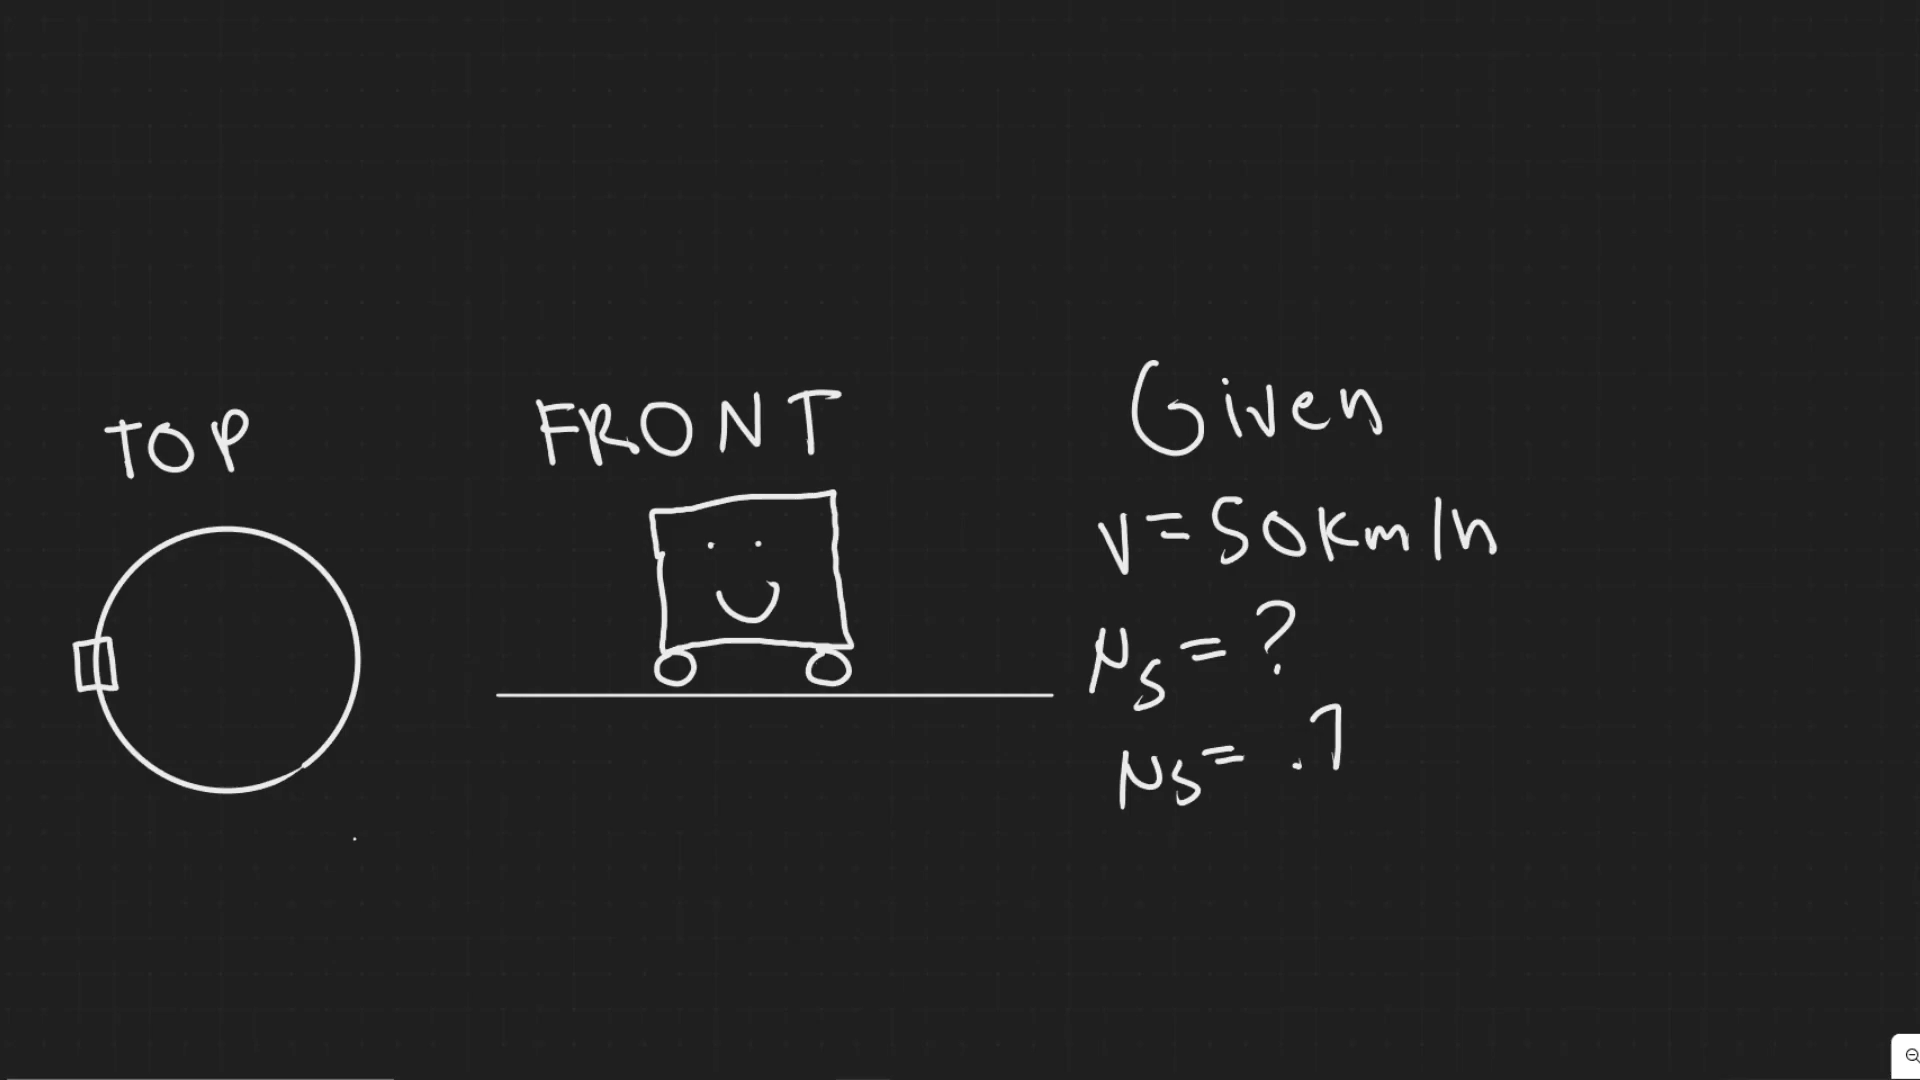 TOP
FRONT
Given
v=50km/h
μs=?
μs=.7